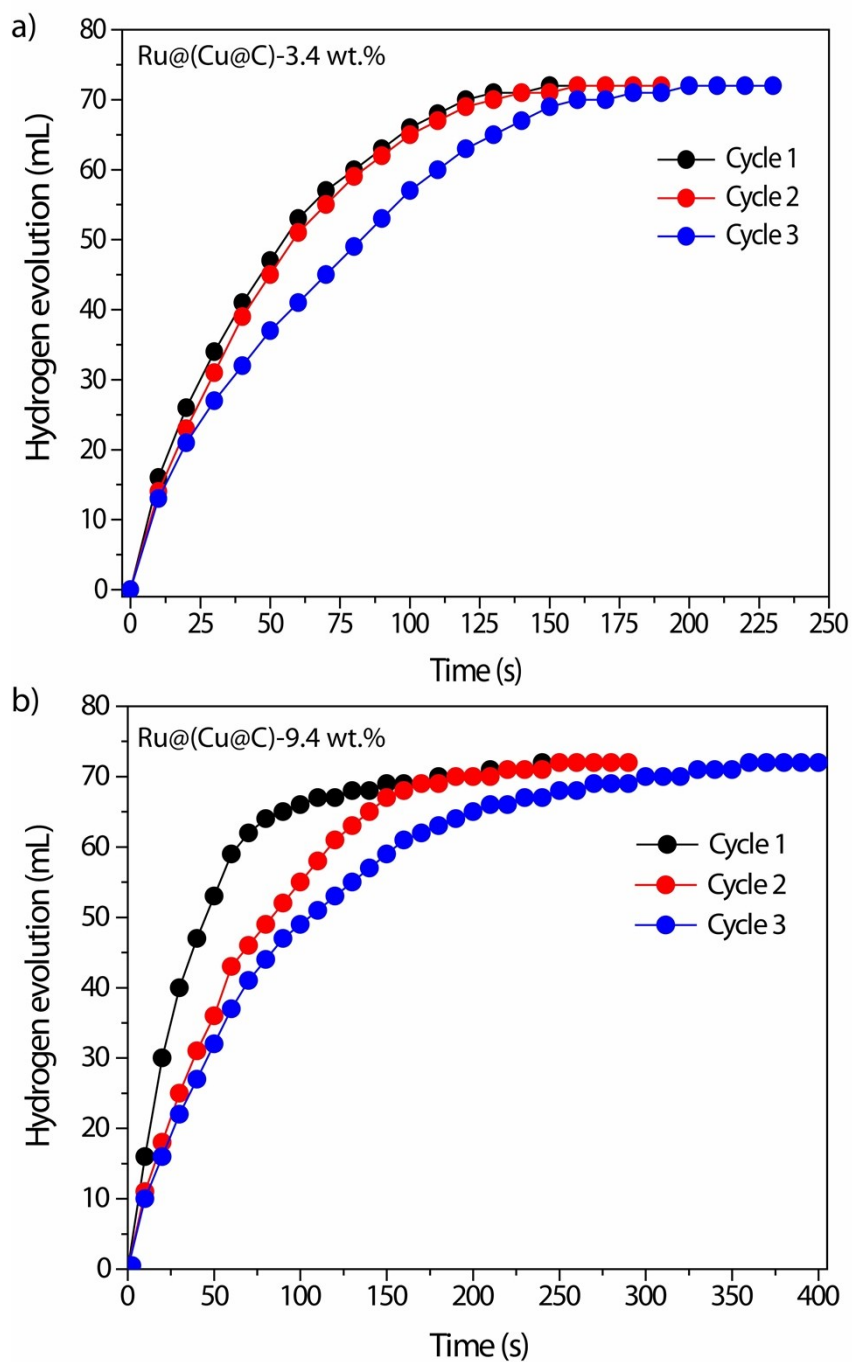 a)
Ru@(Cu@C)-3.4 wt.%
Hydrogen evolution (mL)
80
70
60
50
40
30
20
10
0
Cycle 1
Cycle 2
Cycle 3
0 25 50 75 100 125 150 175 200 225 250
Time (s)
b)
Ru@(Cu@C)-9.4 wt.%
Hydrogen evolution (mL)
80
70
60
50
40
30
20
10
0
Cycle 1
Cycle 2
Cycle 3
0 50 100 150 200 250 300 350 400
Time (s)